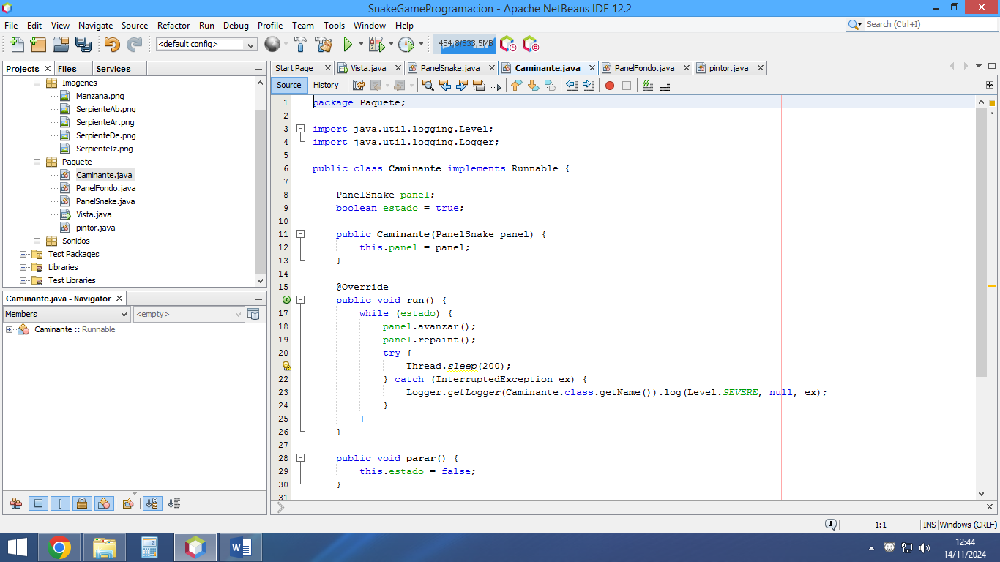 SnakeGameProgramacion - Apache NetBeans IDE 12.2
File Edit View Navigate Source Refactor Run Debug Profile Team Tools Window Help
Search (Ctrl+I)
<default config>
454,8/533,5MB
Projects Files Services
Imagenes
Manzana.png
SerpienteAb.png
SerpienteAr.png
SerpienteDe.png
SerpienteIz.png
Paquete
Caminante.java
PanelFondo.java
PanelSnake.java
Vista.java
pintor.java
Sonidos
Test Packages
Libraries
Test Libraries
Caminante.java - Navigator
Members <empty>
Caminante :: Runnable
Start Page Vista.java PanelSnake.java Caminante.java PanelFondo.java pintor.java
Source History
1 package Paquete;
2
3 import java.util.logging.Level;
4 import java.util.logging.Logger;
5
6 public class Caminante implements Runnable {
7
8 PanelSnake panel;
9 boolean estado = true;
10
11 public Caminante(PanelSnake panel) {
12 this.panel = panel;
13 }
14
15 @Override
public void run() {
17 while (estado) {
18 panel.avanzar();
19 panel.repaint();
20 try {
Thread.sleep(200);
22 } catch (InterruptedException ex) {
23 Logger.getLogger(Caminante.class.getName()).log(Level.SEVERE, null, ex);
24 }
25 }
26 }
27
28 public void parar() {
29 this.estado = false;
30 }
31
1 1:1 INS Windows (CRLF)
12:44
14/11/2024